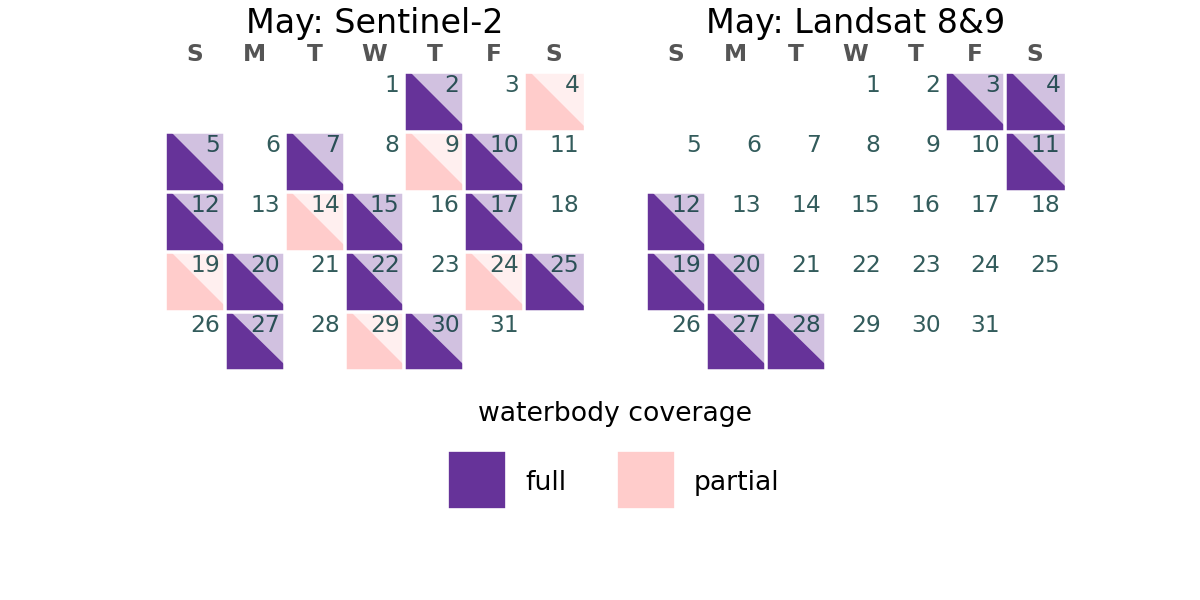 May: Sentinel-2
S M T W T F S
1 2 3 4
5 6 7 8 9 10 11
12 13 14 15 16 17 18
19 20 21 22 23 24 25
26 27 28 29 30 31
May: Landsat 8&9
S M T W T F S
1 2 3 4
5 6 7 8 9 10 11
12 13 14 15 16 17 18
19 20 21 22 23 24 25
26 27 28 29 30 31
waterbody coverage
full partial